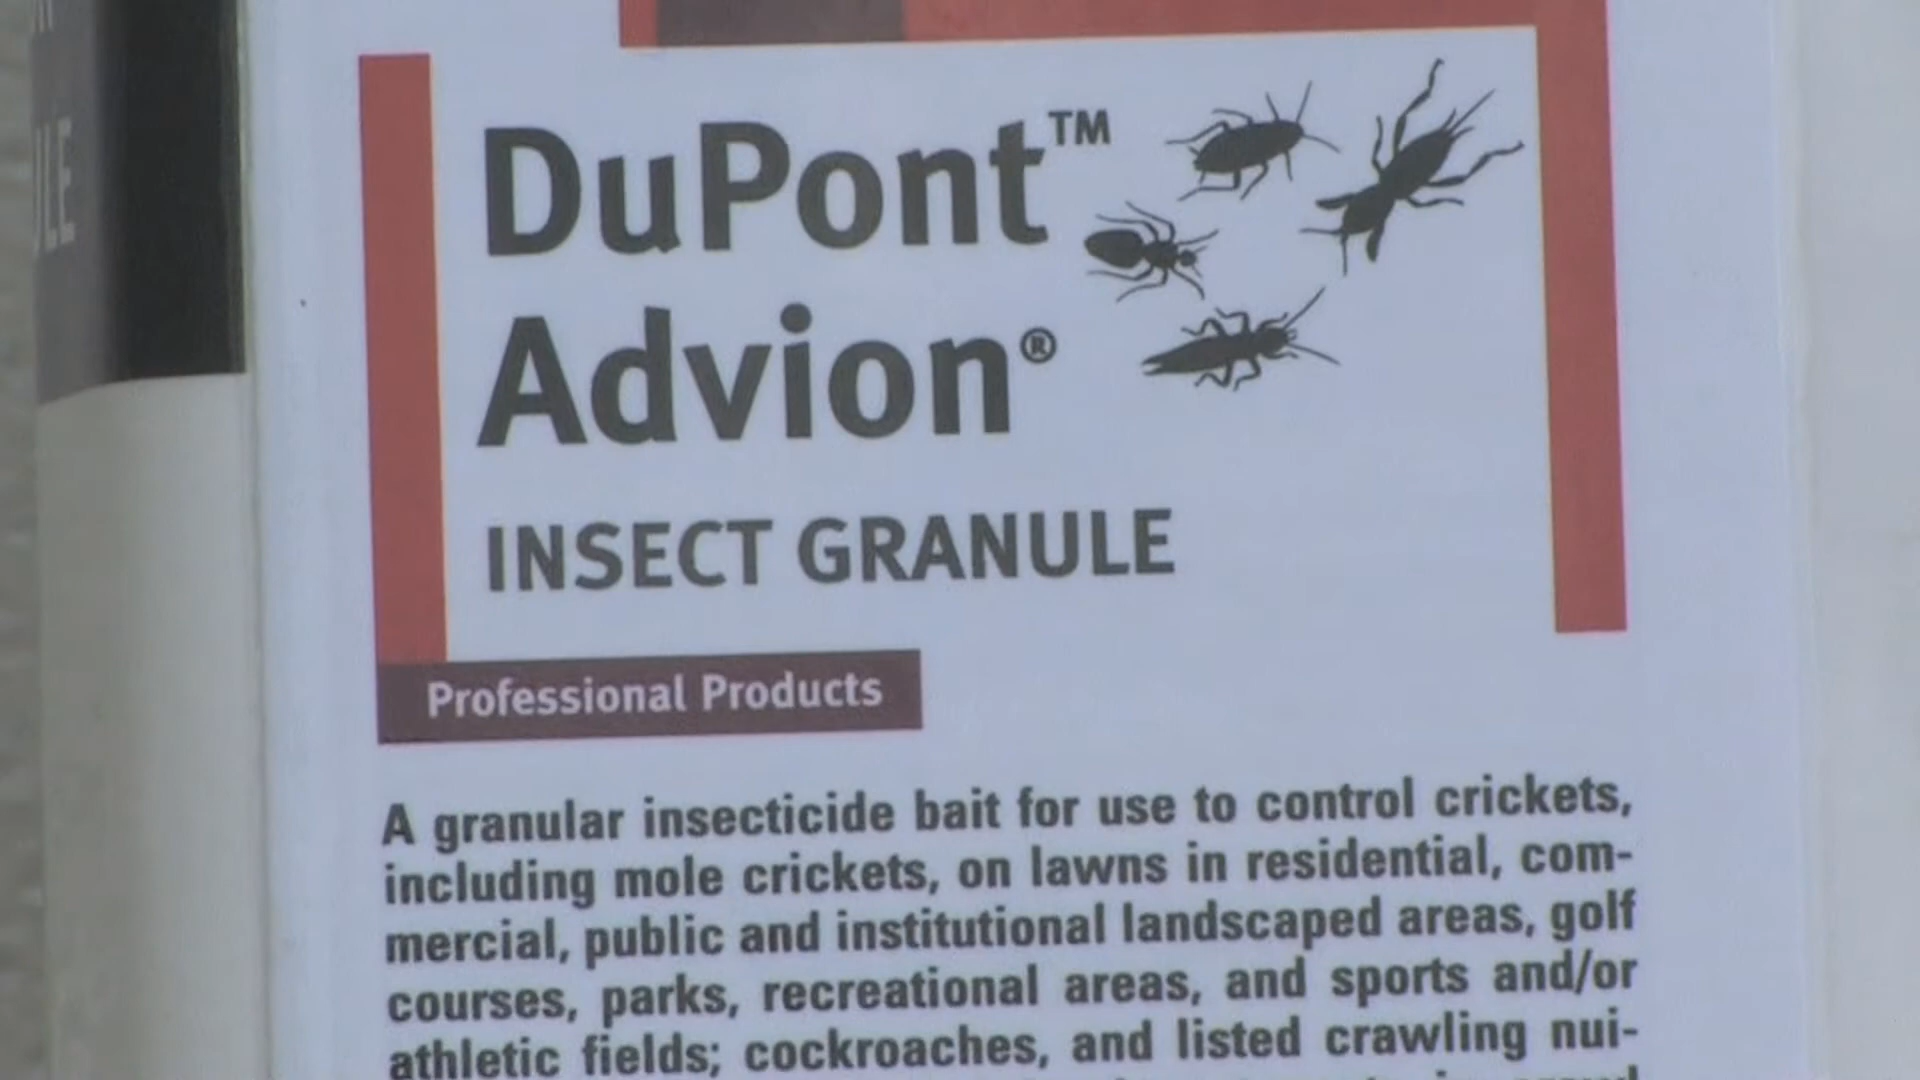 DuPont™
Advion®
INSECT GRANULE
Professional Products
A granular insecticide bait for use to control crickets,
including mole crickets, on lawns in residential, com-
mercial, public and institutional landscaped areas, golf
courses, parks, recreational areas, and sports and/or
athletic fields; cockroaches, and listed crawling nui-